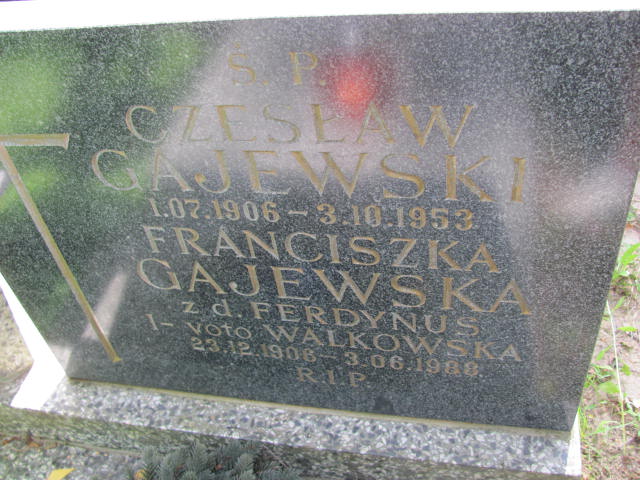 Ś. P.
CZESŁAW
GAJEWSKI
1.07.1906 – 3.10.1953
FRANCISZKA
GAJEWSKA
z d. FERDYNUS
I – voto WALKOWSKA
23.12.1906 – 3.06.1988
R I P